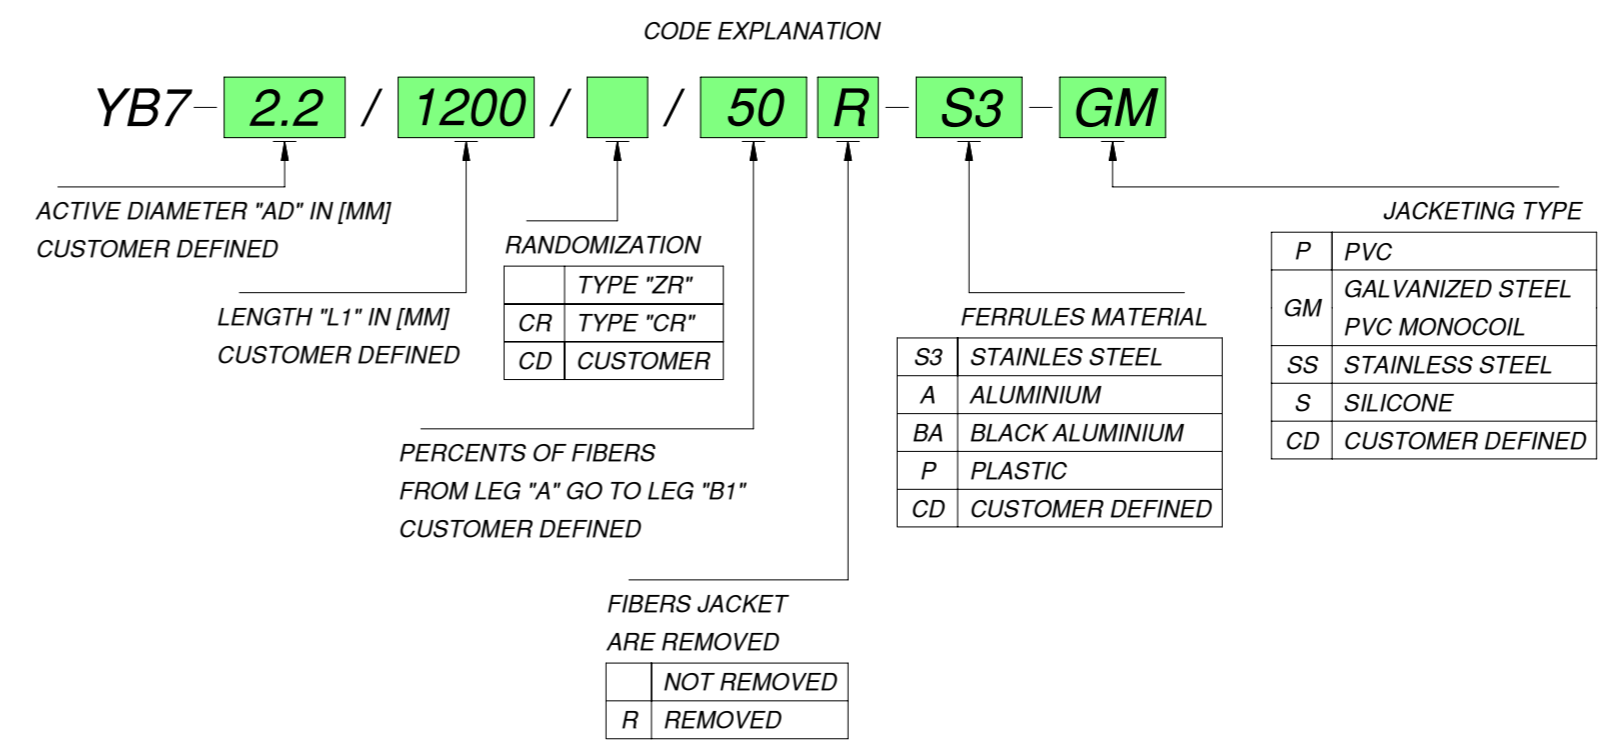 CODE EXPLANATION
YB7-2.2 / 1200 / / 50 R - S3 - GM
ACTIVE DIAMETER "AD" IN [MM]
CUSTOMER DEFINED
LENGTH "L1" IN [MM]
CUSTOMER DEFINED
RANDOMIZATION
TYPE "ZR"
CR TYPE "CR"
CD CUSTOMER
PERCENTS OF FIBERS
FROM LEG "A" GO TO LEG "B1"
CUSTOMER DEFINED
FIBERS JACKET
ARE REMOVED
NOT REMOVED
R REMOVED
FERRULES MATERIAL
S3 STAINLES STEEL
A ALUMINIUM
BA BLACK ALUMINIUM
P PLASTIC
CD CUSTOMER DEFINED
JACKETING TYPE
P PVC
GM GALVANIZED STEEL
PVC MONOCOIL
SS STAINLESS STEEL
S SILICONE
CD CUSTOMER DEFINED